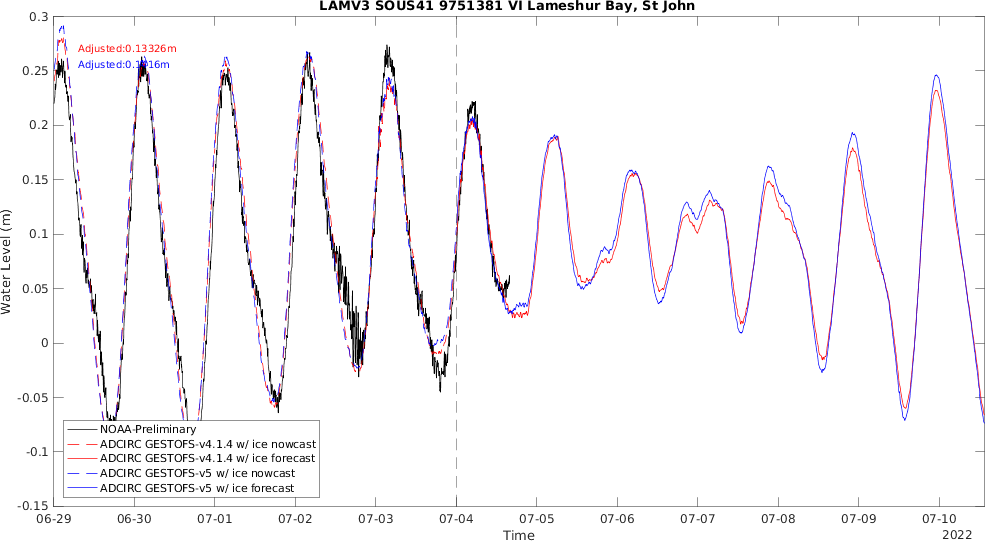 LAMV3 SOUS41 9751381 VI Lameshur Bay, St John
0.3
0.25
0.2
0.15
0.1
0.05
0
-0.05
-0.1
-0.15
Water Level (m)
Adjusted:0.13326m
NOAA-Preliminary
ADCIRC GESTOFS-v4.1.4 w/ ice nowcast
ADCIRC GESTOFS-v4.1.4 w/ ice forecast
ADCIRC GESTOFS-v5 w/ ice nowcast
ADCIRC GESTOFS-v5 w/ ice forecast
06-29 06-30 07-01 07-02 07-03 07-04 07-05 07-06 07-07 07-08 07-09 07-10
Time
2022